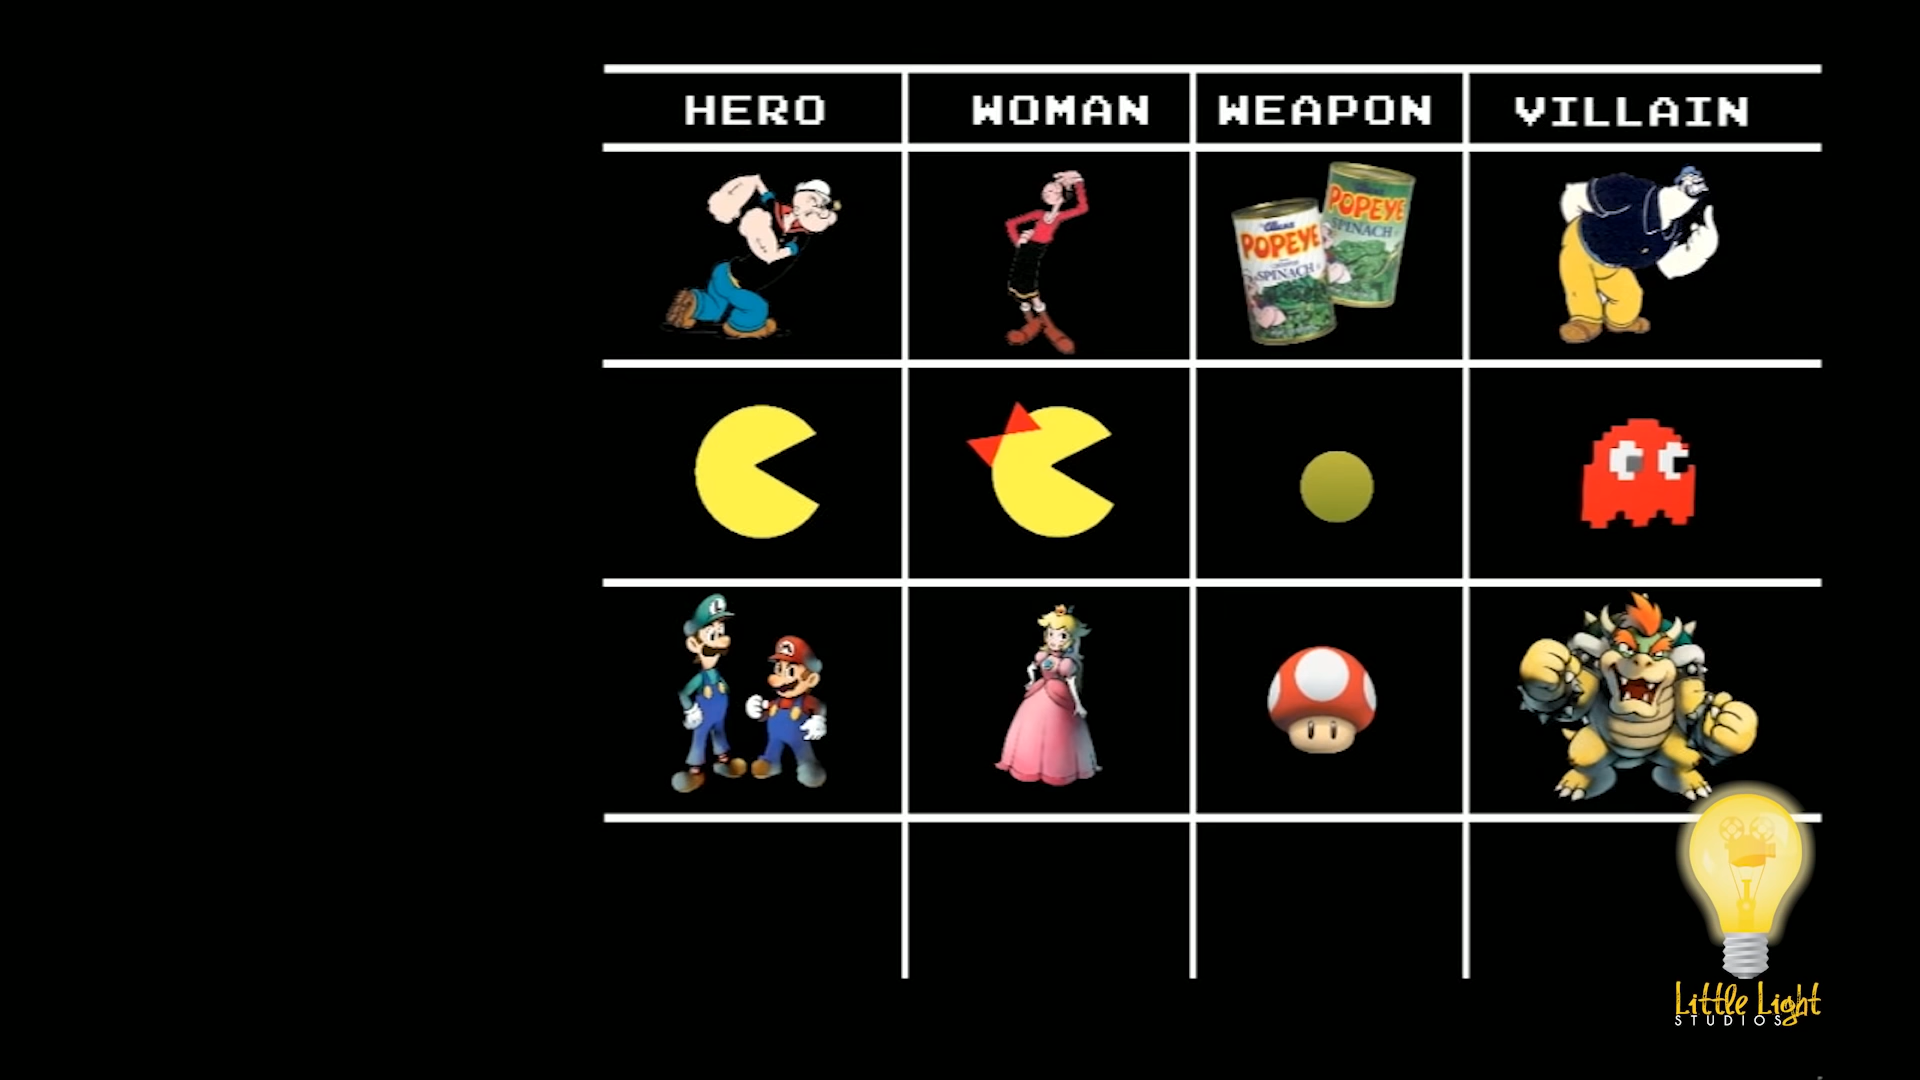 HERO WOMAN WEAPON VILLAIN
POPEYE
SPINACH
POPEYE
SPINACH
L
M
Little Light
STUDIOS